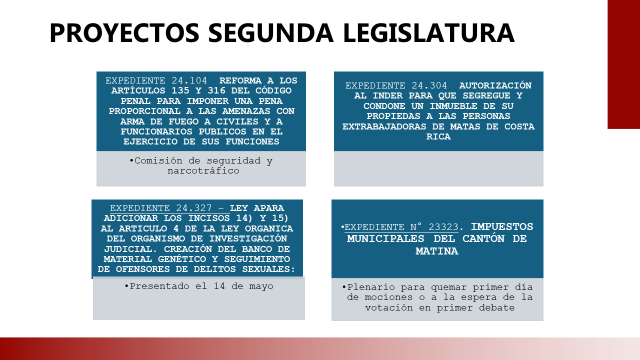 PROYECTOS SEGUNDA LEGISLATURA
EXPEDIENTE 24.104 REFORMA A LOS
ARTÍCULOS 135 Y 316 DEL CÓDIGO
PENAL PARA IMPONER UNA PENA
PROPORCIONAL A LAS AMENAZAS CON
ARMA DE FUEGO A CIVILES Y A
FUNCIONARIOS PUBLICOS EN EL
EJERCICIO DE SUS FUNCIONES
•Comisión de seguridad y
narcotráfico
EXPEDIENTE 24.304 AUTORIZACIÓN
AL INDER PARA QUE SEGREGUE Y
CONDONE UN INMUEBLE DE SU
PROPIEDAS A LAS PERSONAS
EXTRABAJADORAS DE MATAS DE COSTA
RICA
EXPEDIENTE 24.327 – LEY APARA
ADICIONAR LOS INCISOS 14) Y 15)
AL ARTICULO 4 DE LA LEY ORGANICA
DEL ORGANISMO DE INVESTIGACIÓN
JUDICIAL. CREACIÓN DEL BANCO DE
MATERIAL GENÉTICO Y SEGUIMIENTO
DE OFENSORES DE DELITOS SEXUALES:
•Presentado el 14 de mayo
•EXPEDIENTE N° 23323. IMPUESTOS
MUNICIPALES DEL CANTÓN DE
MATINA
•Plenario para quemar primer día
de mociones o a la espera de la
votación en primer debate